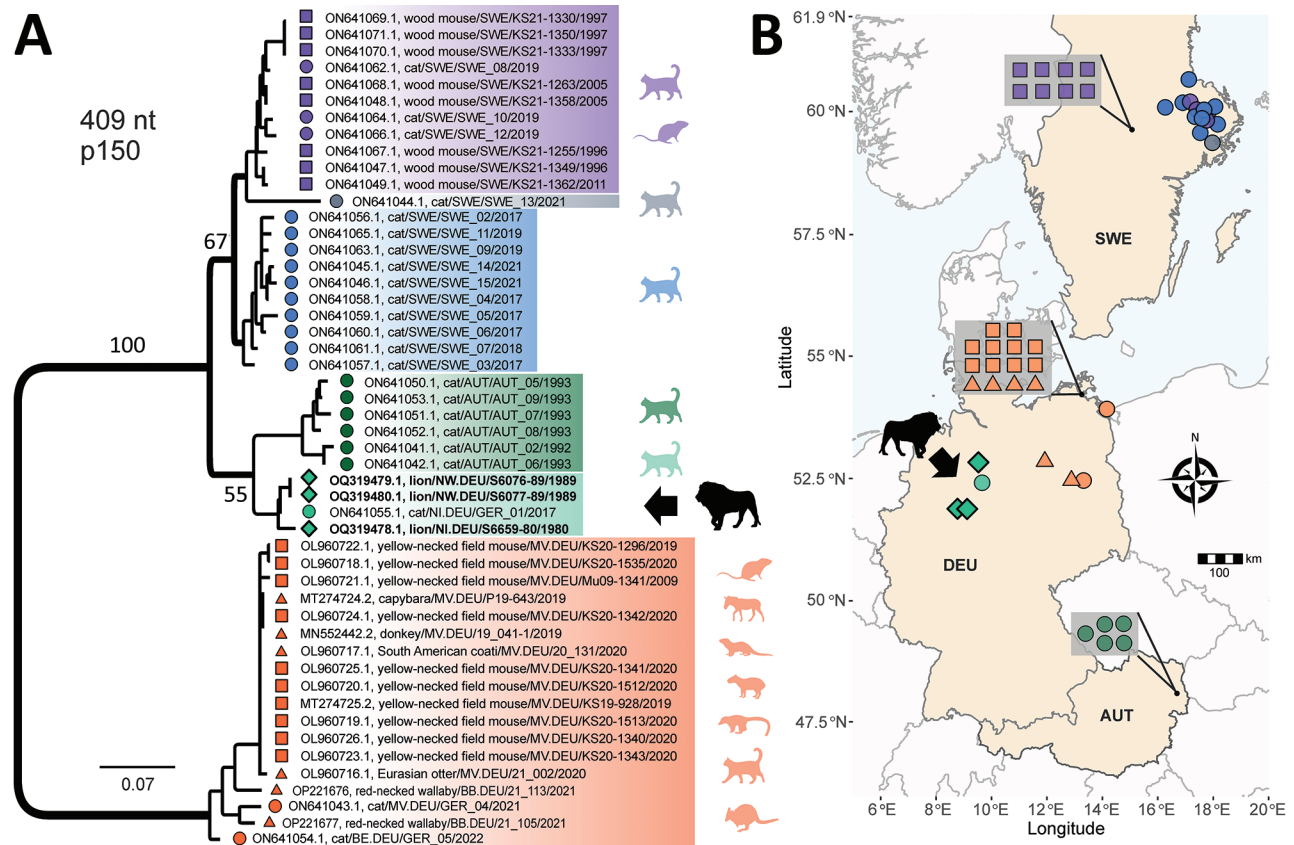 A
409 nt
p150
ON641069.1, wood mouse/SWE/KS21-1330/1997
ON641071.1, wood mouse/SWE/KS21-1350/1997
ON641070.1, wood mouse/SWE/KS21-1333/1997
ON641062.1, cat/SWE/SWE_08/2019
ON641068.1, wood mouse/SWE/KS21-1263/2005
ON641048.1, wood mouse/SWE/KS21-1358/2005
ON641064.1, cat/SWE/SWE_10/2019
ON641066.1, cat/SWE/SWE_12/2019
ON641067.1, wood mouse/SWE/KS21-1255/1996
ON641047.1, wood mouse/SWE/KS21-1349/1996
ON641049.1, wood mouse/SWE/KS21-1362/2011
ON641044.1, cat/SWE/SWE_13/2021
ON641056.1, cat/SWE/SWE_02/2017
ON641065.1, cat/SWE/SWE_11/2019
ON641063.1, cat/SWE/SWE_09/2019
ON641045.1, cat/SWE/SWE_14/2021
ON641046.1, cat/SWE/SWE_15/2021
ON641058.1, cat/SWE/SWE_04/2017
ON641059.1, cat/SWE/SWE_05/2017
ON641060.1, cat/SWE/SWE_06/2017
ON641061.1, cat/SWE/SWE_07/2018
ON641057.1, cat/SWE/SWE_03/2017
ON641050.1, cat/AUT/AUT_05/1993
ON641053.1, cat/AUT/AUT_09/1993
ON641051.1, cat/AUT/AUT_07/1993
ON641052.1, cat/AUT/AUT_08/1993
ON641041.1, cat/AUT/AUT_02/1992
ON641042.1, cat/AUT/AUT_06/1993
OQ319479.1, lion/NW.DEU/S6076-89/1989
OQ319480.1, lion/NW.DEU/S6077-89/1989
ON641055.1, cat/NI.DEU/GER_01/2017
OQ319478.1, lion/NI.DEU/S6659-80/1980
OL960722.1, yellow-necked field mouse/MV.DEU/KS20-1296/2019
OL960718.1, yellow-necked field mouse/MV.DEU/KS20-1535/2020
OL960721.1, yellow-necked field mouse/MV.DEU/Mu09-1341/2009
MT274724.2, capybara/MV.DEU/P19-643/2019
OL960724.1, yellow-necked field mouse/MV.DEU/KS20-1342/2020
MN552442.2, donkey/MV.DEU/19_041-1/2019
OL960717.1, South American coati/MV.DEU/20_131/2020
OL960725.1, yellow-necked field mouse/MV.DEU/KS20-1341/2020
OL960720.1, yellow-necked field mouse/MV.DEU/KS20-1512/2020
MT274725.2, yellow-necked field mouse/MV.DEU/KS19-928/2019
OL960719.1, yellow-necked field mouse/MV.DEU/KS20-1513/2020
OL960726.1, yellow-necked field mouse/MV.DEU/KS20-1340/2020
OL960723.1, yellow-necked field mouse/MV.DEU/KS20-1343/2020
OL960716.1, Eurasian otter/MV.DEU/21_002/2020
OP221676, red-necked wallaby/BB.DEU/21_113/2021
ON641043.1, cat/MV.DEU/GER_04/2021
OP221677, red-necked wallaby/BB.DEU/21_105/2021
ON641054.1, cat/BE.DEU/GER_05/2022
67
100
55
0.07
B
61.9 °N
60 °N
57.5 °N
55 °N
52.5 °N
50 °N
47.5 °N
Latitude
SWE
DEU
AUT
N
km
100
6°E
8°E
10°E
12°E
14°E
16°E
18°E
20°E
Longitude